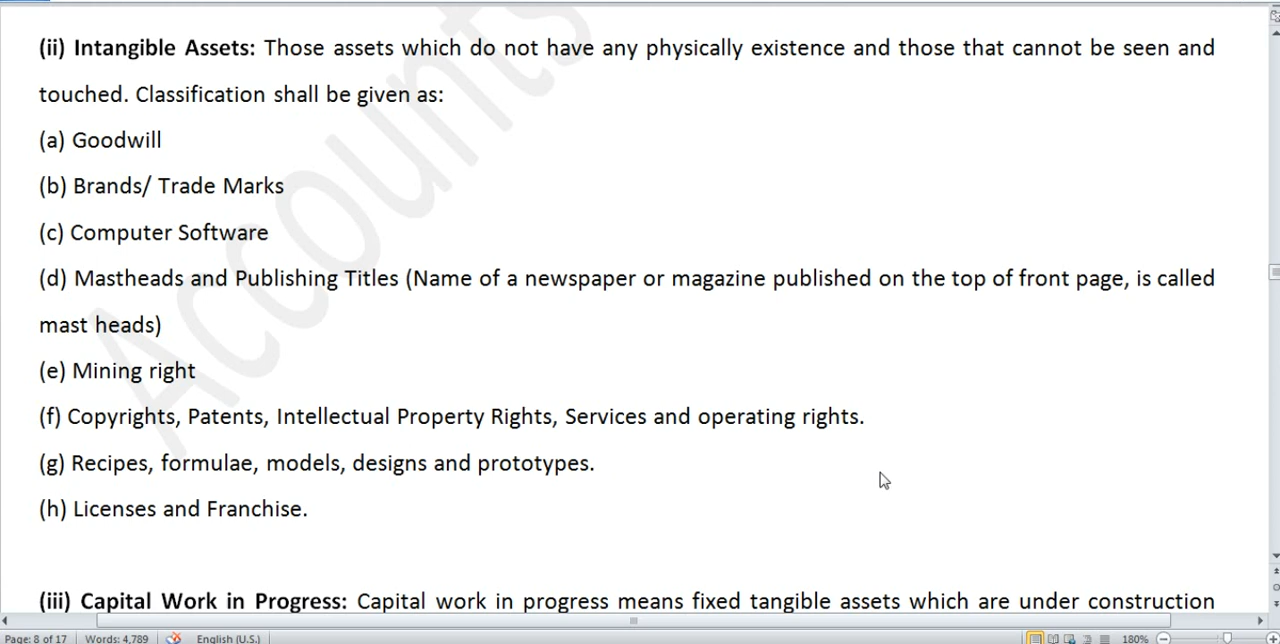 (ii) Intangible Assets: Those assets which do not have any physically existence and those that cannot be seen and
touched. Classification shall be given as:
(a) Goodwill
(b) Brands/ Trade Marks
(c) Computer Software
(d) Mastheads and Publishing Titles (Name of a newspaper or magazine published on the top of front page, is called
mast heads)
(e) Mining right
(f) Copyrights, Patents, Intellectual Property Rights, Services and operating rights.
(g) Recipes, formulae, models, designs and prototypes.
(h) Licenses and Franchise.
(iii) Capital Work in Progress: Capital work in progress means fixed tangible assets which are under construction
Accounts
Page: 8 of 17 Words: 4,789 English (U.S.) 180%